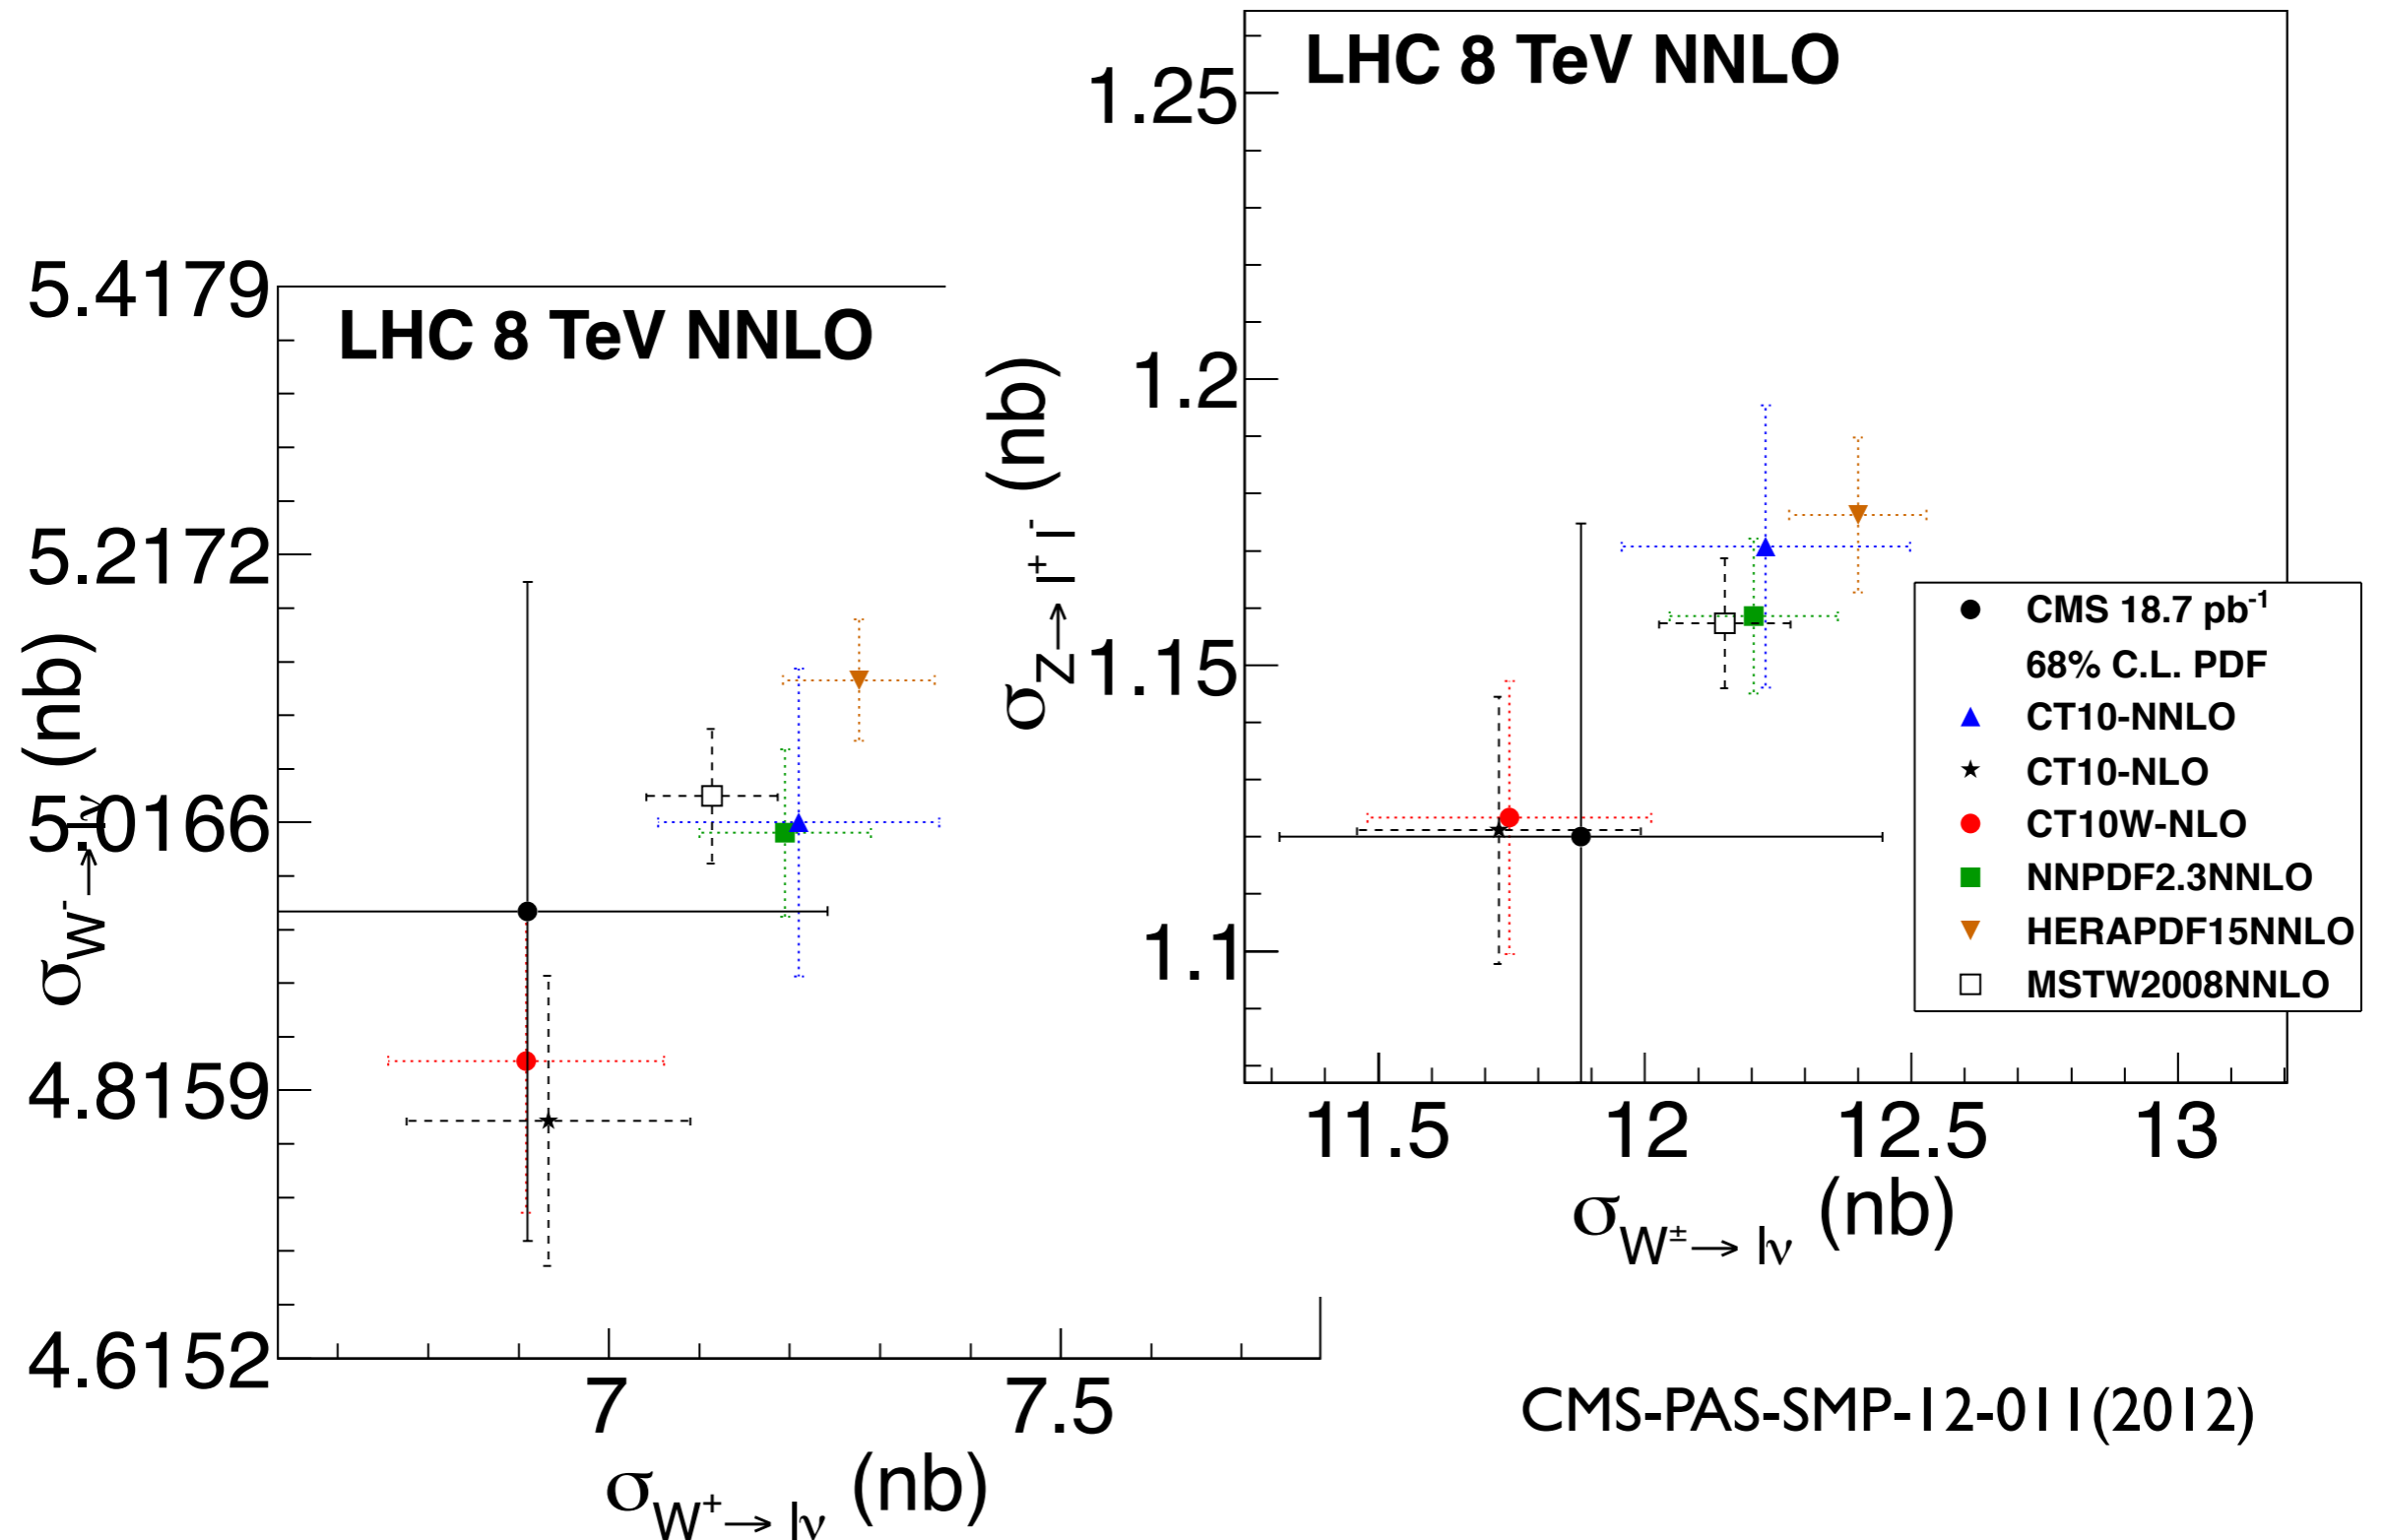 LHC 8 TeV NNLO
5.4179
5.2172
5.0166
4.8159
4.6152
σW⁻→ lν (nb)
7
7.5
σW⁺→ lν (nb)
LHC 8 TeV NNLO
1.25
1.2
1.15
1.1
σZ→ l⁺ l⁻ (nb)
11.5
12
12.5
13
σW±→ lν (nb)
CMS 18.7 pb⁻¹
68% C.L. PDF
CT10-NNLO
CT10-NLO
CT10W-NLO
NNPDF2.3NNLO
HERAPDF15NNLO
MSTW2008NNLO
CMS-PAS-SMP-12-011(2012)